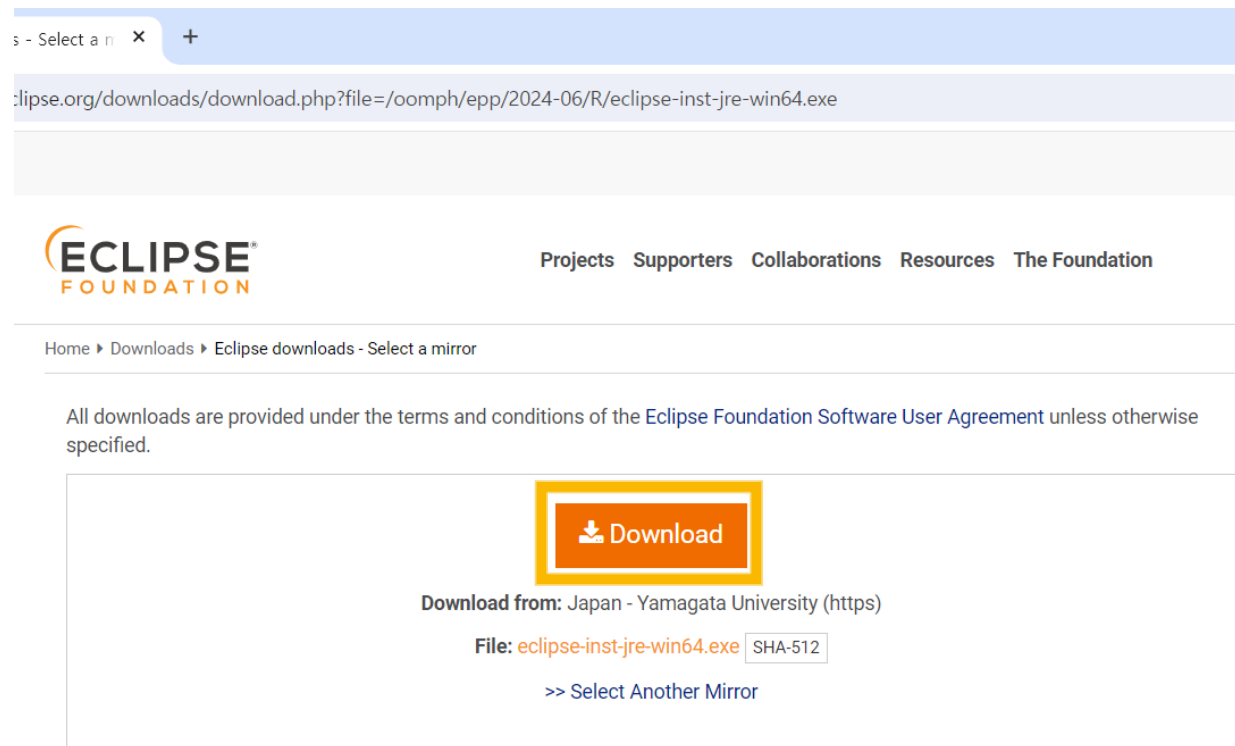 s - Select a m
clipse.org/downloads/download.php?file=/oomph/epp/2024-06/R/eclipse-inst-jre-win64.exe
ECLIPSE®
FOUNDATION
Projects Supporters Collaborations Resources The Foundation
Home Downloads Eclipse downloads - Select a mirror
All downloads are provided under the terms and conditions of the Eclipse Foundation Software User Agreement unless otherwise
specified.
Download
Download from: Japan - Yamagata University (https)
File: eclipse-inst-jre-win64.exe SHA-512
>> Select Another Mirror